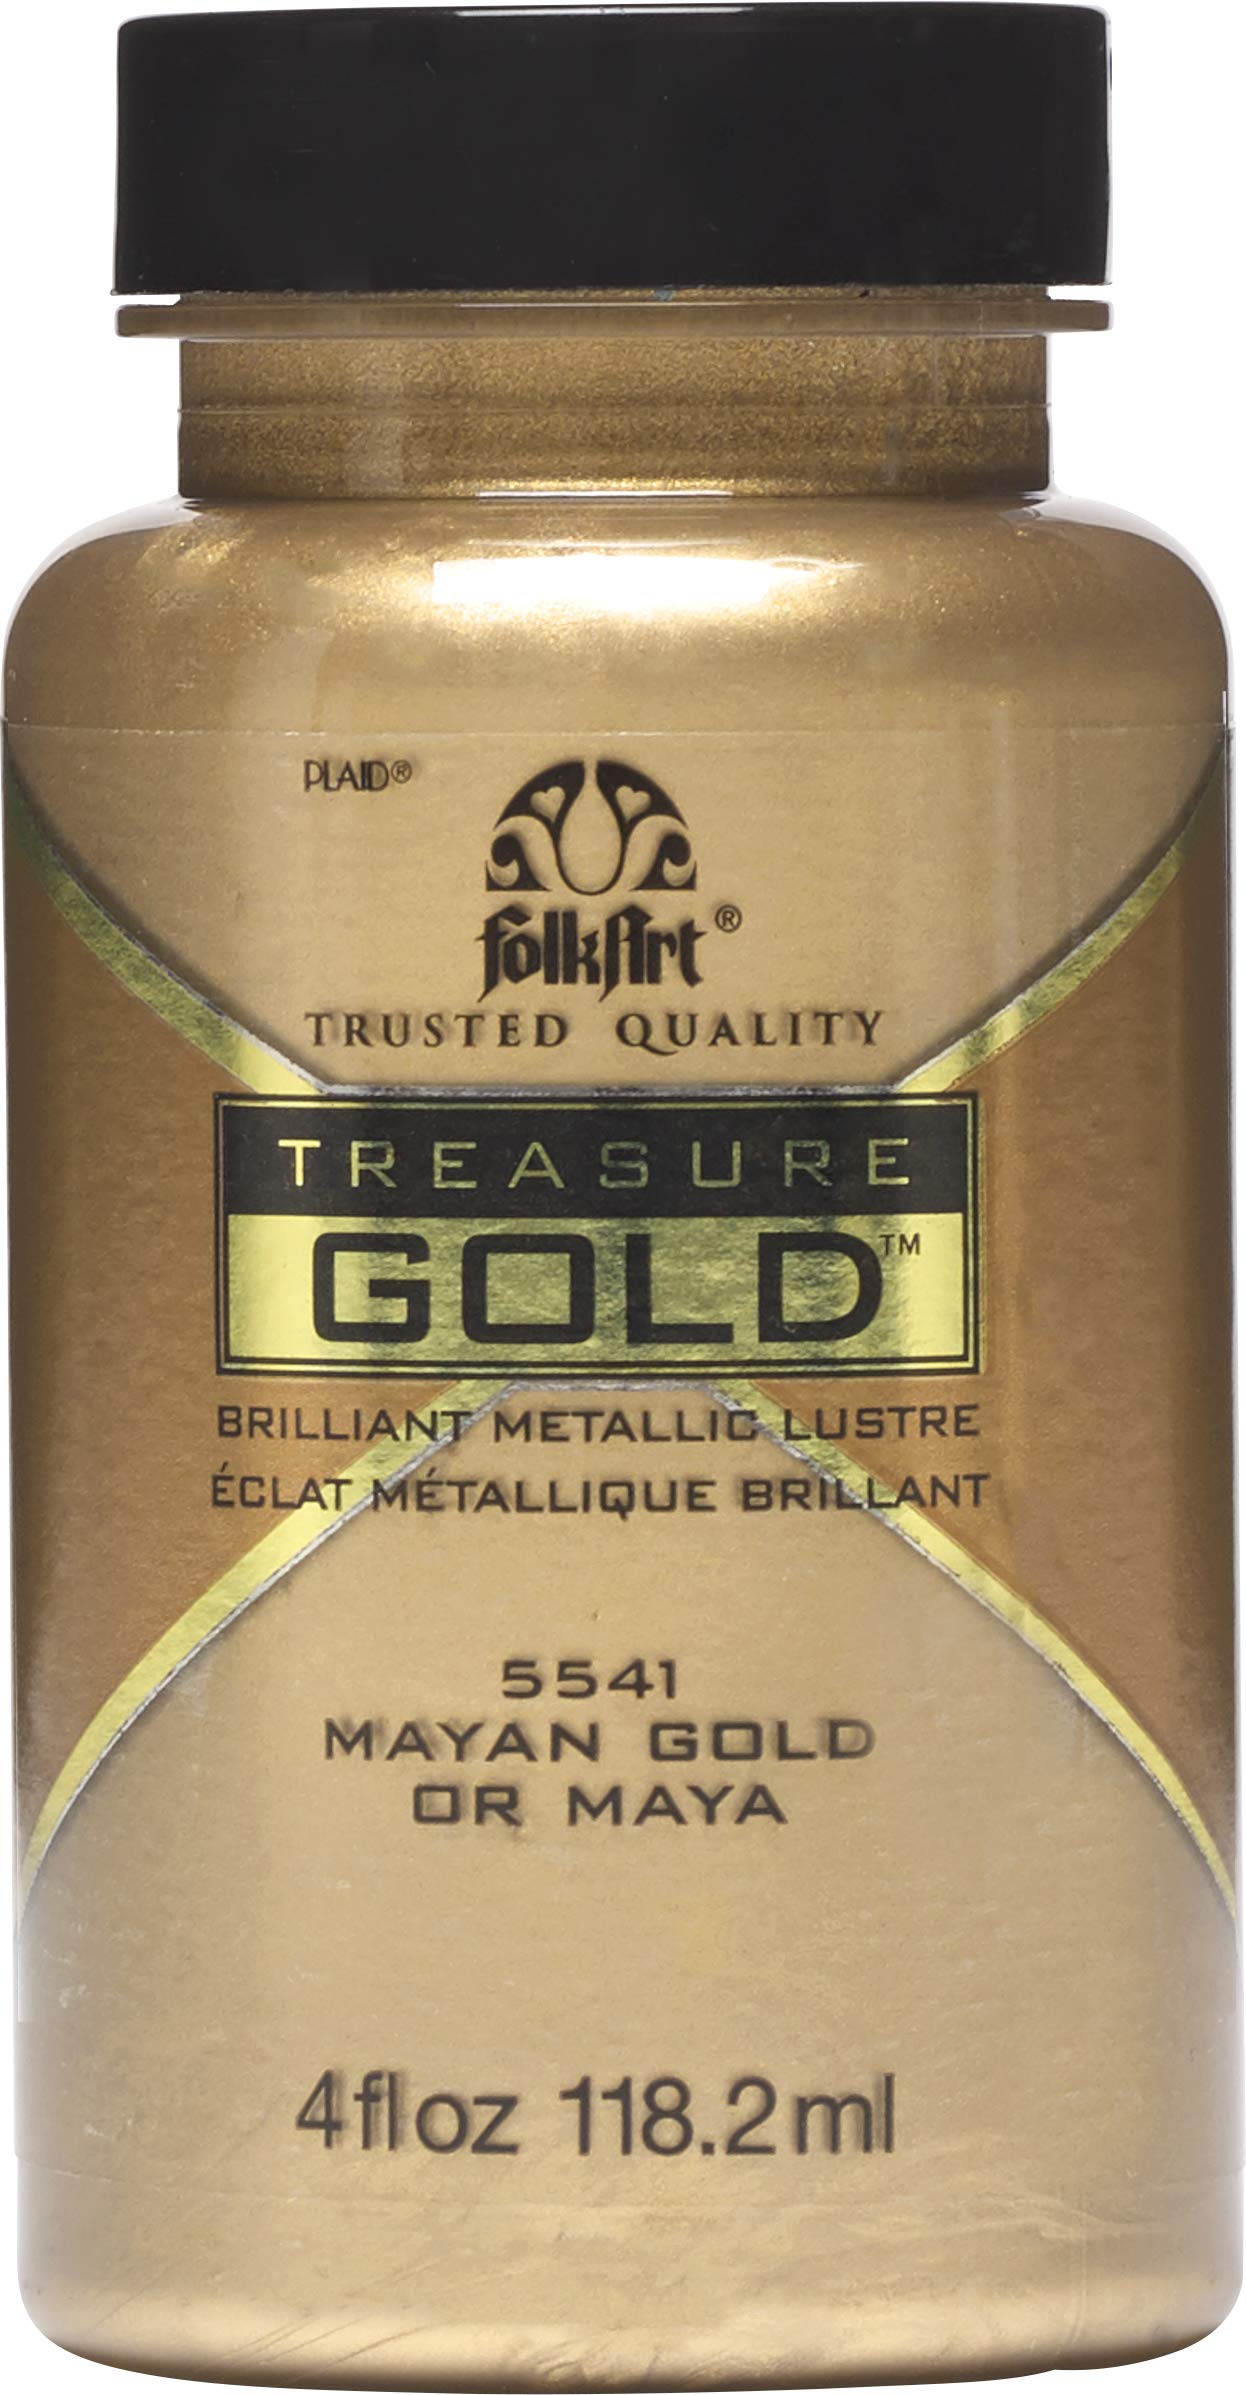 PLAID®
folkArt®
TRUSTED QUALITY
TREASURE
GOLD™
BRILLIANT METALLIC LUSTRE
ÉCLAT MÉTALLIQUE BRILLANT
5541
MAYAN GOLD
OR MAYA
4 fl oz 118.2 ml